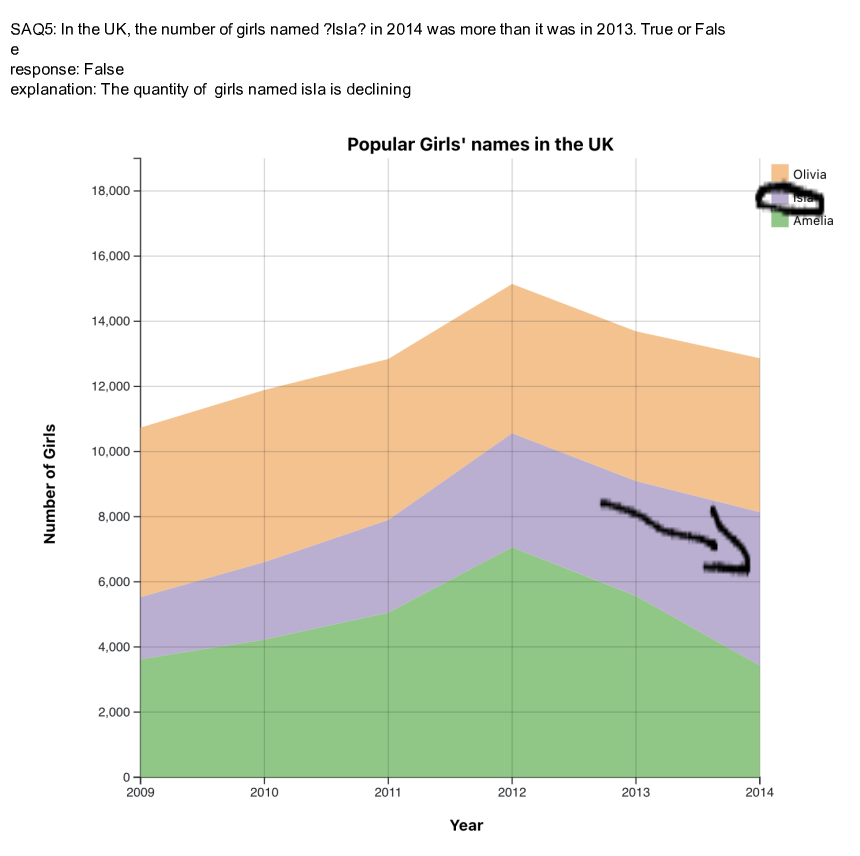 SAQ5: In the UK, the number of girls named ?Isla? in 2014 was more than it was in 2013. True or Fals
e
response: False
explanation: The quantity of  girls named isla is declining
Popular Girls' names in the UK
Olivia
Isla
Amelia
18,000
16,000
14,000
12,000
10,000
8,000
6,000
4,000
2,000
0
Number of Girls
2009 2010 2011 2012 2013 2014
Year